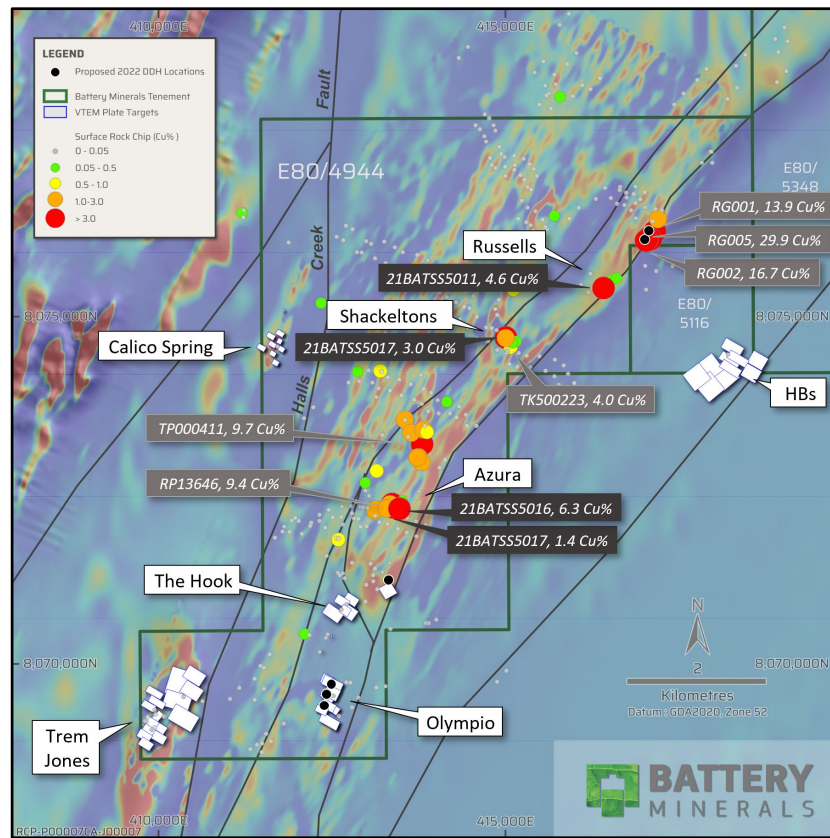 410,000E
415,000E
LEGEND
Proposed 2022 DDH Locations
Battery Minerals Tenement
VTEM Plate Targets
Surface Rock Chip (Cu%)
0 - 0.05
0.05 - 0.5
0.5 - 1.0
1.0-3.0
> 3.0
Fault
E80/4944
E80/
5348
RG001, 13.9 Cu%
RG005, 29.9 Cu%
RG002, 16.7 Cu%
Russells
Creek
21BATSS5011, 4.6 Cu%
E80/
5116
8,075,000N
8,075,000N
Shackeltons
Calico Spring
21BATSS5017, 3.0 Cu%
HBs
Halls
TK500223, 4.0 Cu%
TP000411, 9.7 Cu%
Azura
RP13646, 9.4 Cu%
21BATSS5016, 6.3 Cu%
21BATSS5017, 1.4 Cu%
The Hook
N
8,070,000N
8,070,000N
2
Kilometres
Datum : GDA2020, Zone 52
Olympio
Trem
Jones
BATTERY
MINERALS
410,000E
415,000E
RCP-P00007CA-J00007